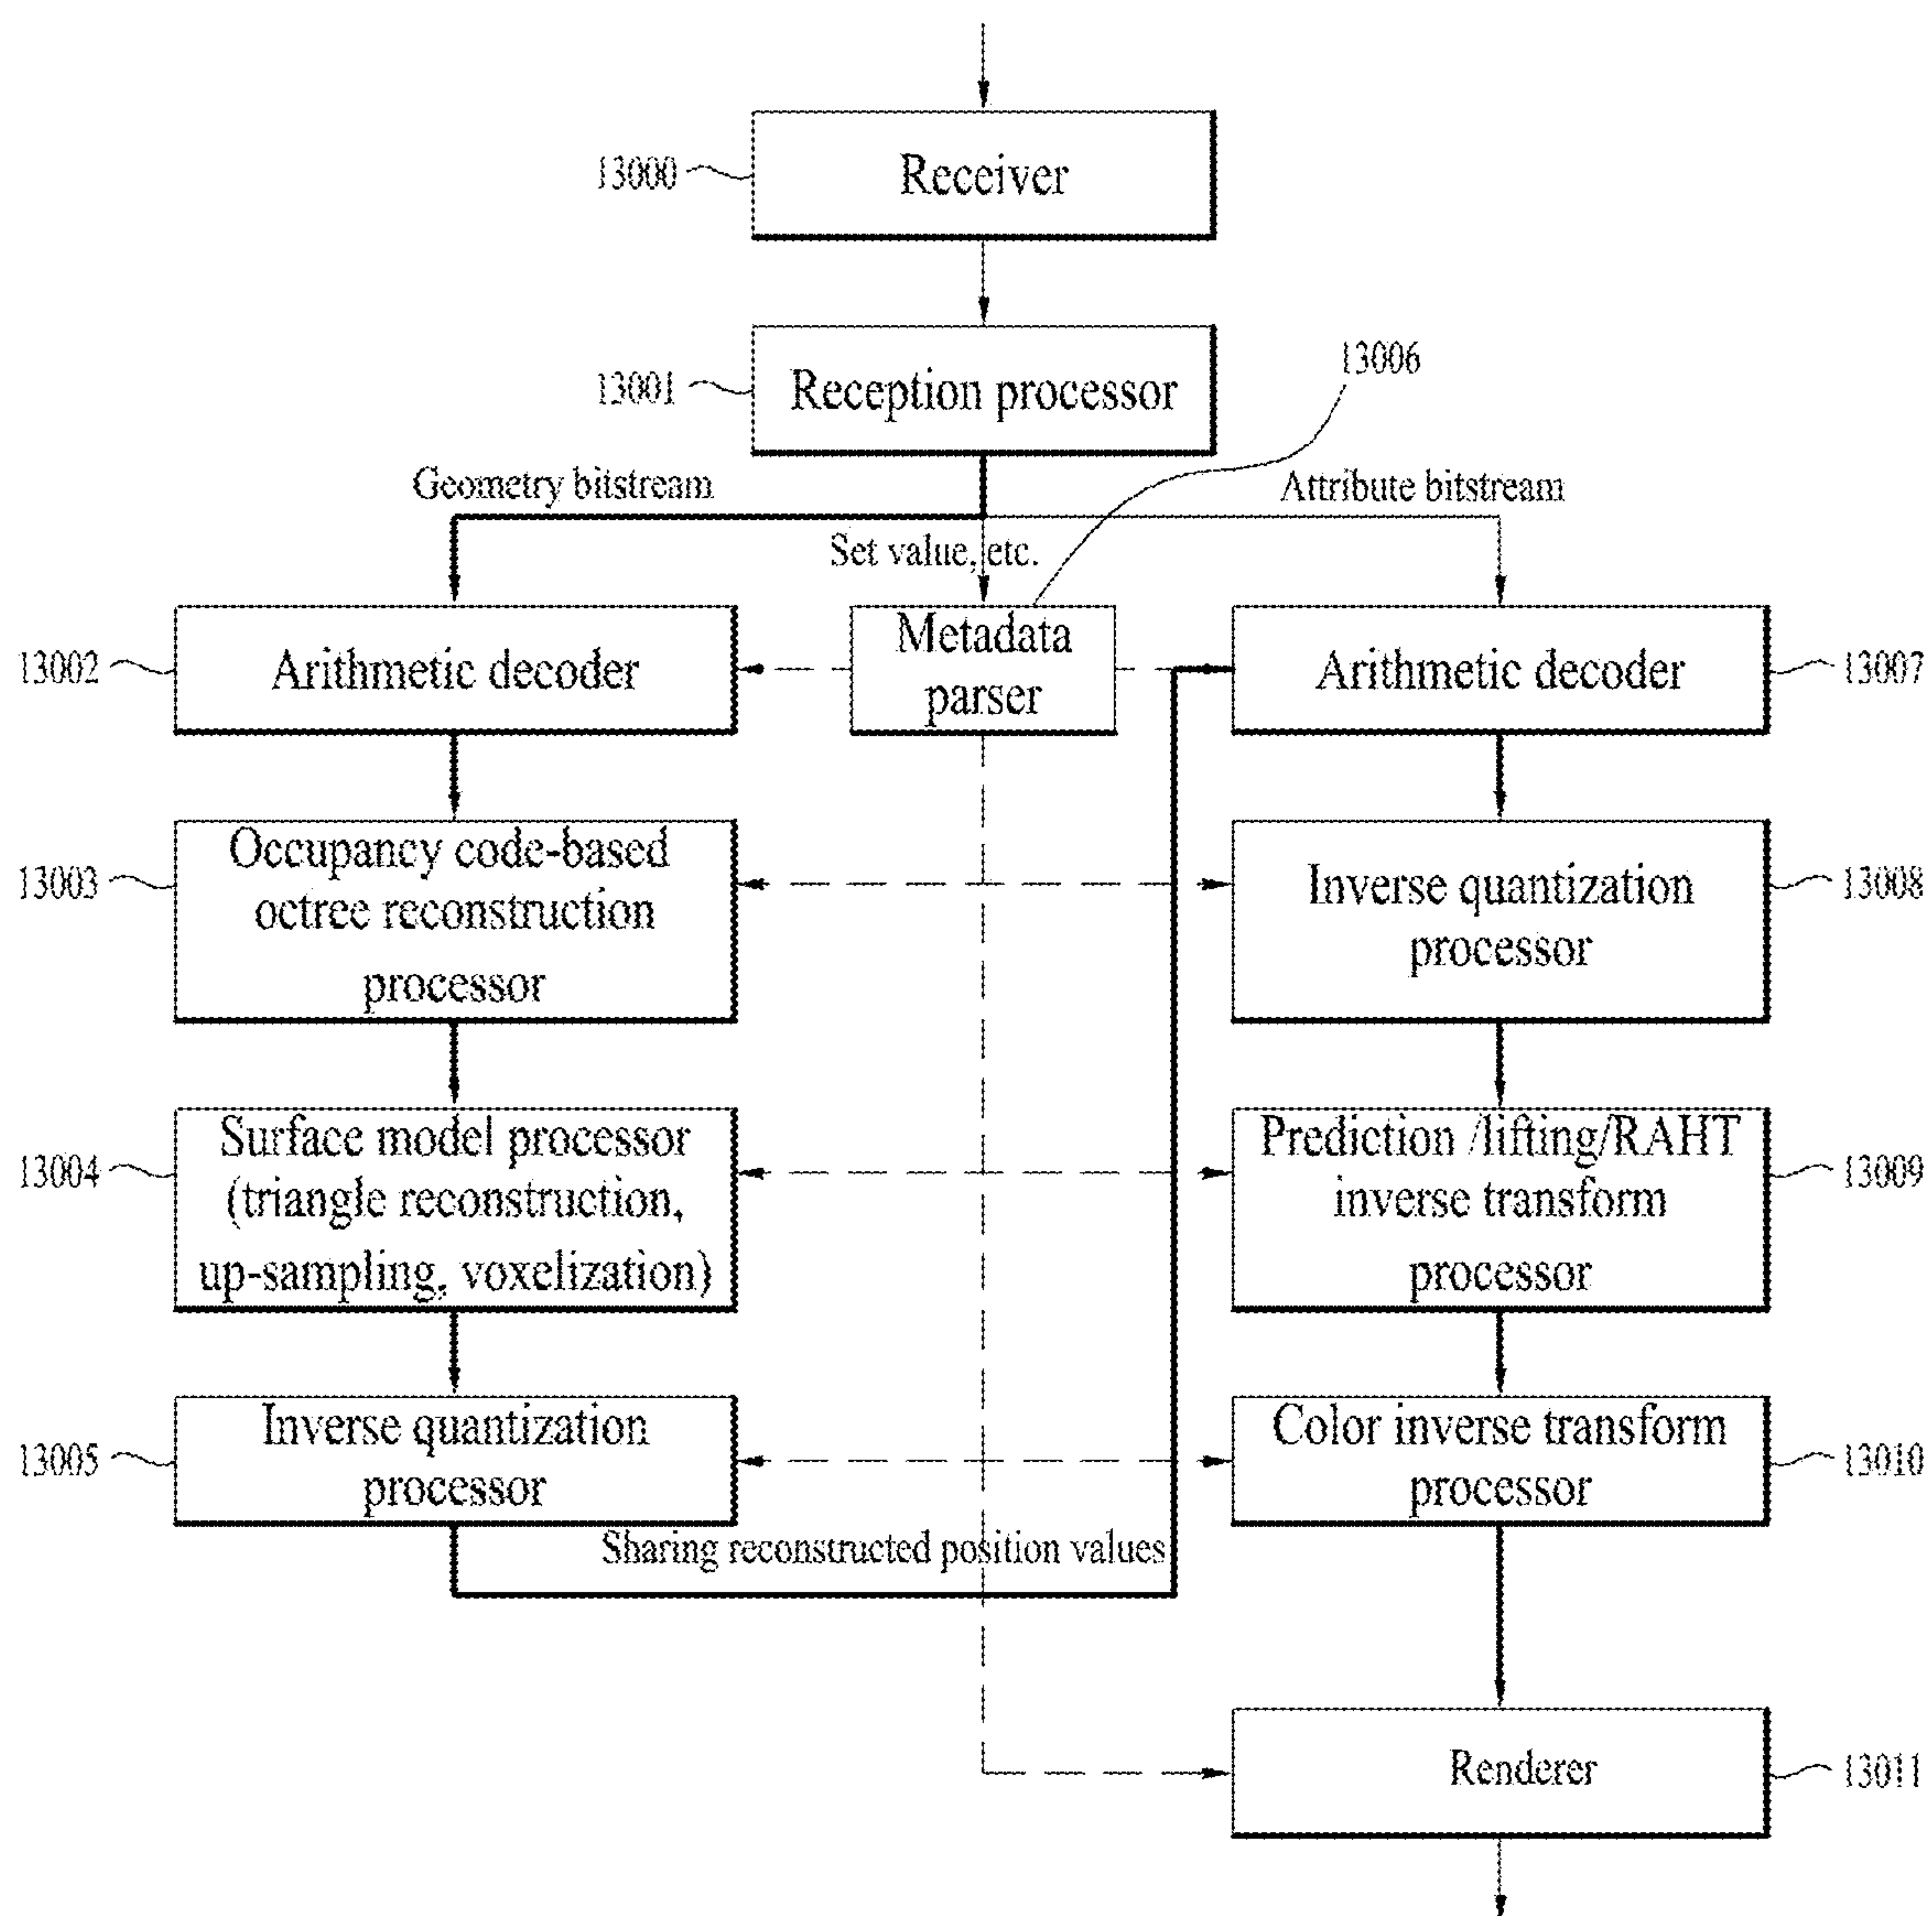 13000
Receiver
13001
Reception processor
13006
Geometry bitstream
Attribute bitstream
Set value, etc.
13002
Arithmetic decoder
Metadata
parser
Arithmetic decoder
13007
13003
Occupancy code-based
octree reconstruction
processor
Inverse quantization
processor
13008
13004
Surface model processor
(triangle reconstruction,
up-sampling, voxelization)
Prediction /lifting/RAHT
inverse transform
processor
13009
13005
Inverse quantization
processor
Color inverse transform
processor
13010
Sharing reconstructed position values
Renderer
13011